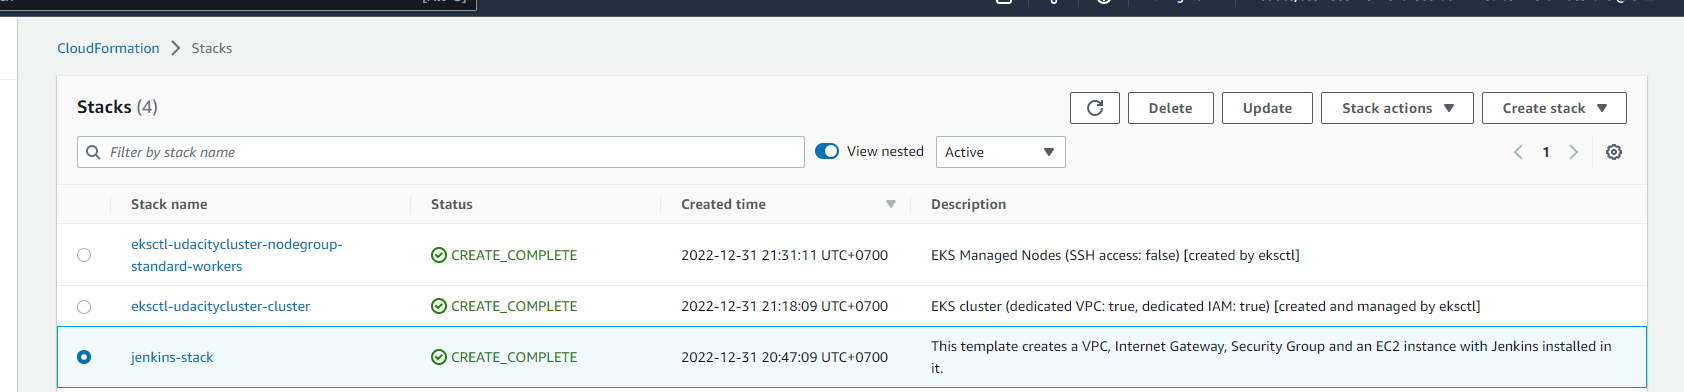 CloudFormation > Stacks
Stacks (4)
Delete
Update
Stack actions
Create stack
Filter by stack name
View nested
Active
1
Stack name
Status
Created time
Description
eksctl-udacitycluster-nodegroup-
standard-workers
CREATE_COMPLETE
2022-12-31 21:31:11 UTC+0700
EKS Managed Nodes (SSH access: false) [created by eksctl]
eksctl-udacitycluster-cluster
CREATE_COMPLETE
2022-12-31 21:18:09 UTC+0700
EKS cluster (dedicated VPC: true, dedicated IAM: true) [created and managed by eksctl]
jenkins-stack
CREATE_COMPLETE
2022-12-31 20:47:09 UTC+0700
This template creates a VPC, Internet Gateway, Security Group and an EC2 instance with Jenkins installed in
it.